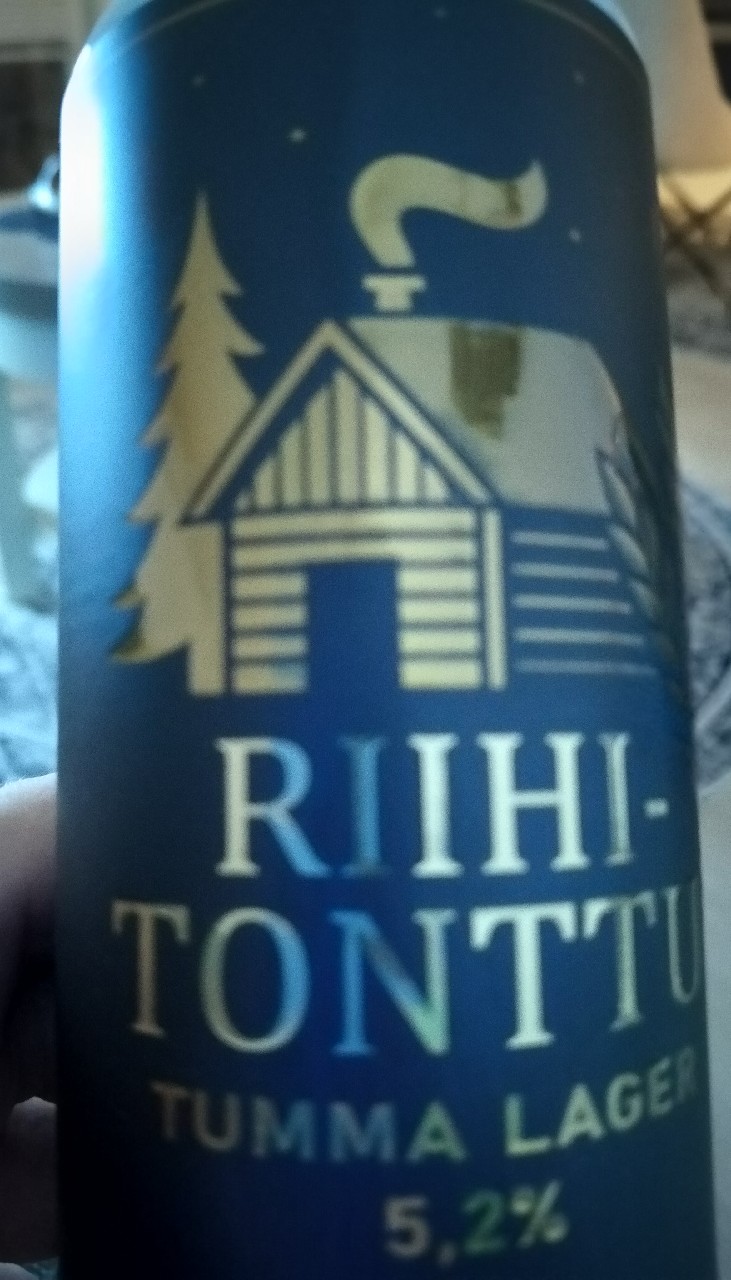 RIIHI-
TONTTU
TUMMA LAGER
5,2%